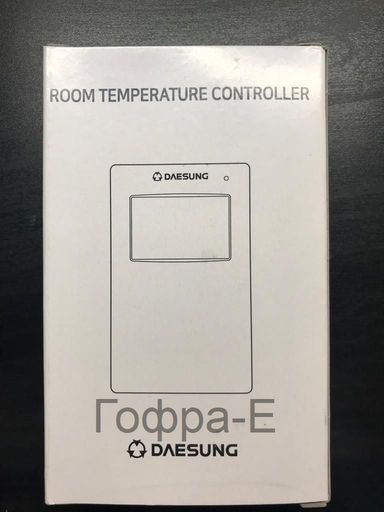 ROOM TEMPERATURE CONTROLLER
DAESUNG
Гофра-Е
DAESUNG